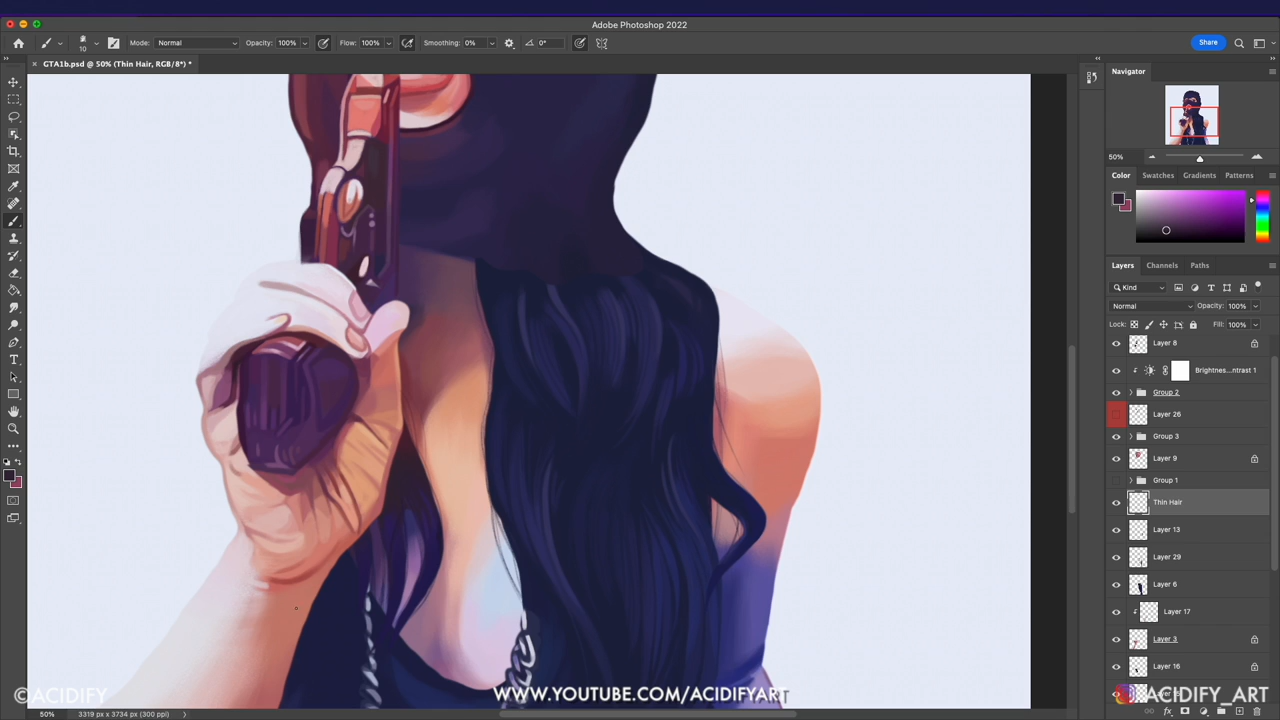 Adobe Photoshop 2022
10
Mode: Normal
Opacity: 100%
Flow: 100%
Smoothing: 0%
0°
Share
GTA1b.psd @ 50% (Thin Hair, RGB/8*) *
Navigator
50%
Color Swatches Gradients Patterns
Layers Channels Paths
Kind
Normal
Opacity: 100%
Lock:
Fill: 100%
Layer 8
Brightnes...ntrast 1
Group 2
Layer 26
Group 3
Layer 9
Group 1
Thin Hair
Layer 13
Layer 29
Layer 6
Layer 17
Layer 3
Layer 16
©ACIDIFY
WWW.YOUTUBE.COM/ACIDIFYART
ACIDIFY_ART
50%
3319 px x 3734 px (300 ppi)